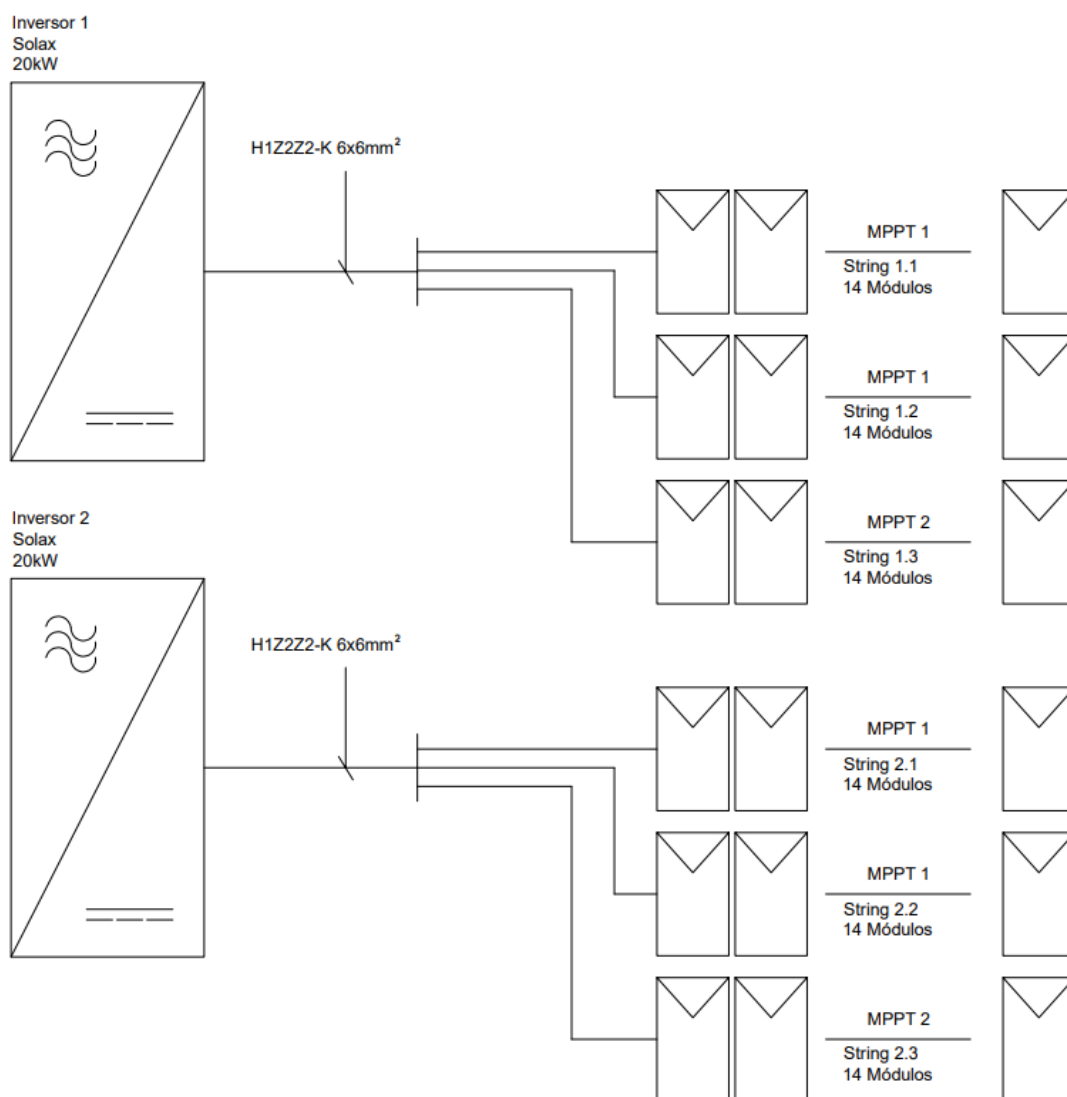 Inversor 1
Solax
20kW
H1Z2Z2-K 6x6mm²
MPPT 1
String 1.1
14 Módulos
MPPT 1
String 1.2
14 Módulos
MPPT 2
String 1.3
14 Módulos
Inversor 2
Solax
20kW
H1Z2Z2-K 6x6mm²
MPPT 1
String 2.1
14 Módulos
MPPT 1
String 2.2
14 Módulos
MPPT 2
String 2.3
14 Módulos